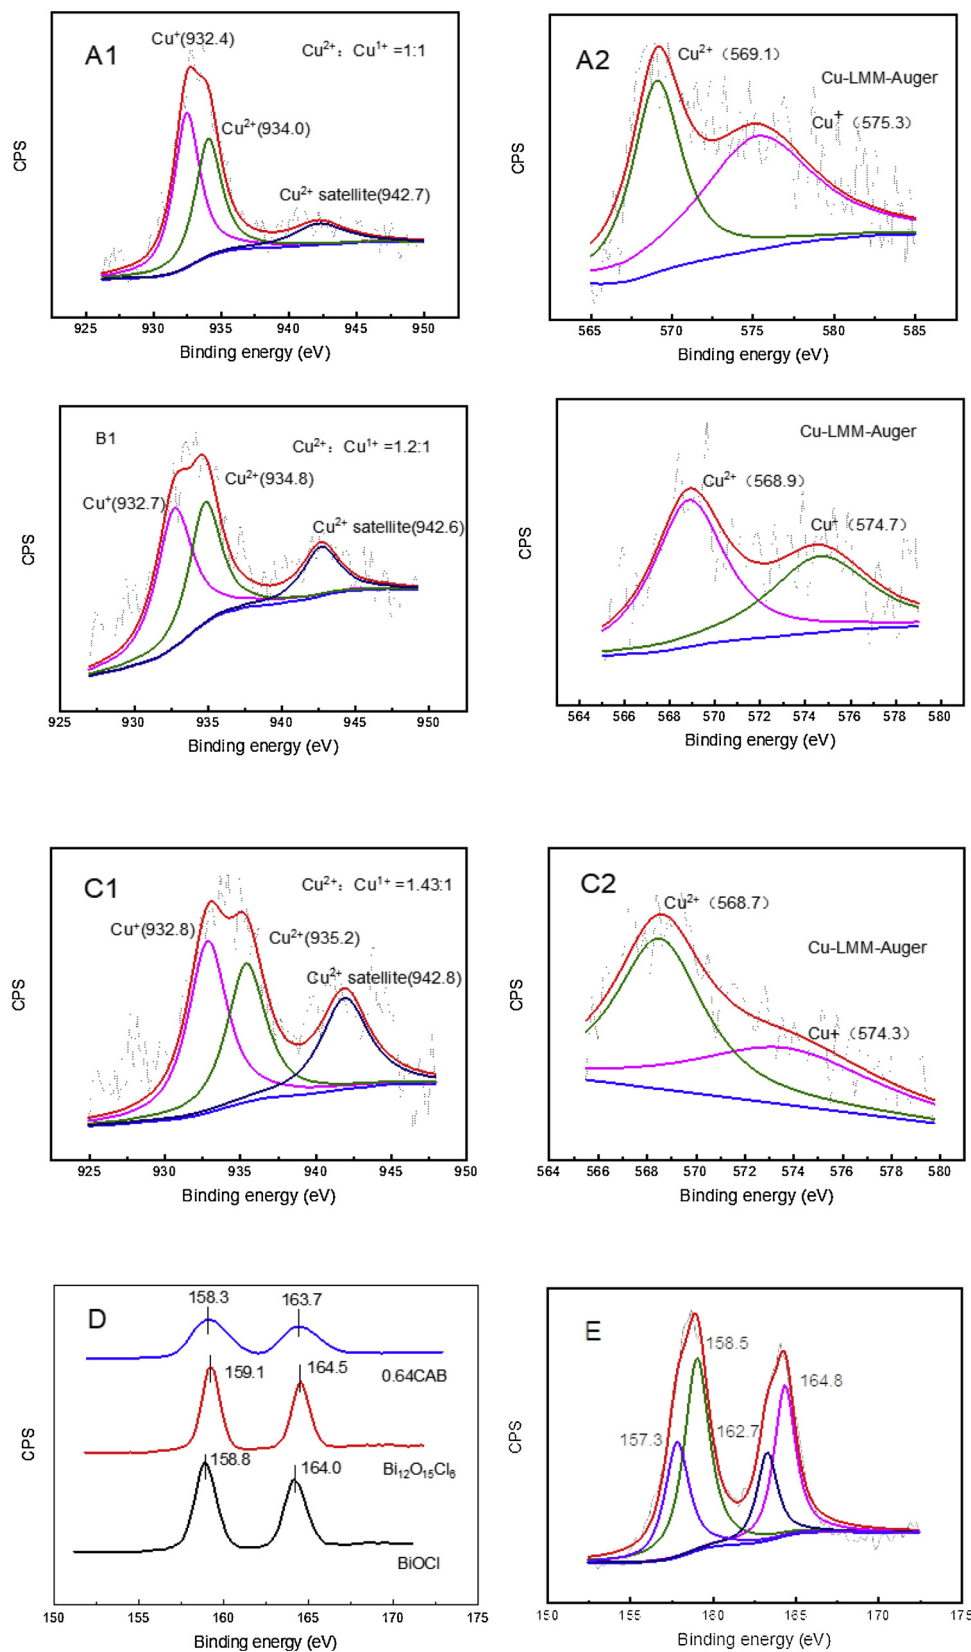 A1
Cu⁺(932.4)
Cu²⁺: Cu¹⁺ =1:1
Cu²⁺(934.0)
Cu²⁺ satellite(942.7)
CPS
925 930 935 940 945 950
Binding energy (eV)
A2
Cu²⁺ (569.1)
Cu-LMM-Auger
Cu⁺ (575.3)
CPS
565 570 575 580 585
Binding energy (eV)
B1
Cu²⁺: Cu¹⁺ =1.2:1
Cu²⁺(934.8)
Cu⁺(932.7)
Cu²⁺ satellite(942.6)
CPS
925 930 935 940 945 950
Binding energy (eV)
Cu-LMM-Auger
Cu²⁺ (568.9)
Cu⁺ (574.7)
CPS
564 566 568 570 572 574 576 578 580
Binding energy (eV)
C1
Cu²⁺: Cu¹⁺ =1.43:1
Cu⁺(932.8)
Cu²⁺(935.2)
Cu²⁺ satellite(942.8)
CPS
925 930 935 940 945 950
Binding energy (eV)
C2
Cu²⁺ (568.7)
Cu-LMM-Auger
Cu+ (574.3)
CPS
564 566 568 570 572 574 576 578 580
Binding energy (eV)
D
158.3 163.7
0.64CAB
159.1 164.5
Bi₁₂O₁₅Cl₆
158.8 164.0
BiOCl
CPS
150 155 160 165 170 175
Binding energy (eV)
E
158.5
164.8
162.7
157.3
CPS
150 155 160 165 170 175
Binding energy (eV)